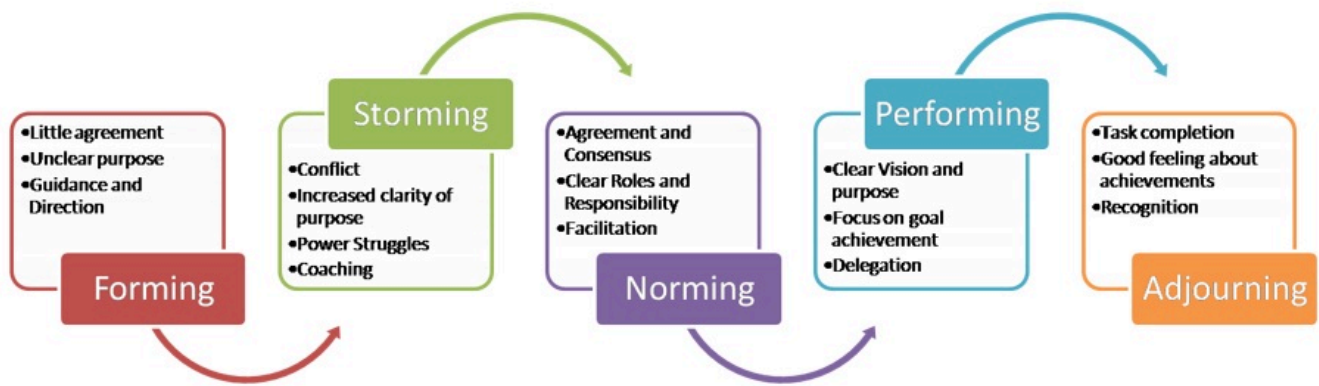 Forming
•Little agreement
•Unclear purpose
•Guidance and
Direction
Storming
•Conflict
•Increased clarity of
purpose
•Power Struggles
•Coaching
Norming
•Agreement and
Consensus
•Clear Roles and
Responsibility
•Facilitation
Performing
•Clear Vision and
purpose
•Focus on goal
achievement
•Delegation
Adjourning
•Task completion
•Good feeling about
achievements
•Recognition